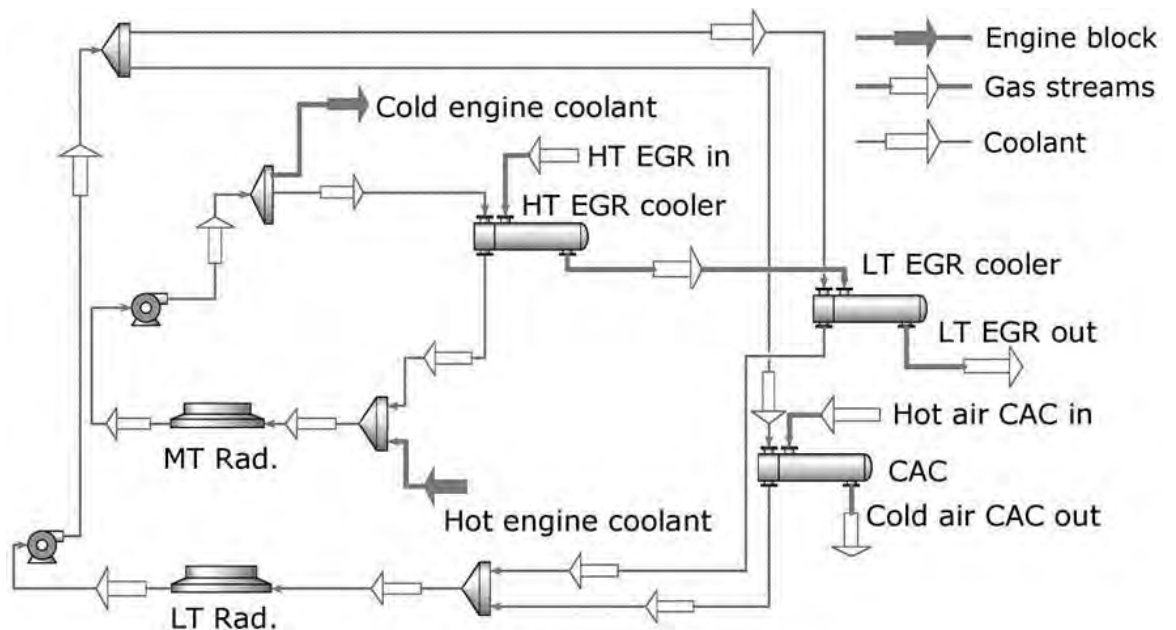 Engine block
Gas streams
Coolant
Cold engine coolant
HT EGR in
HT EGR cooler
LT EGR cooler
LT EGR out
Hot air CAC in
MT Rad.
CAC
Hot engine coolant
Cold air CAC out
LT Rad.